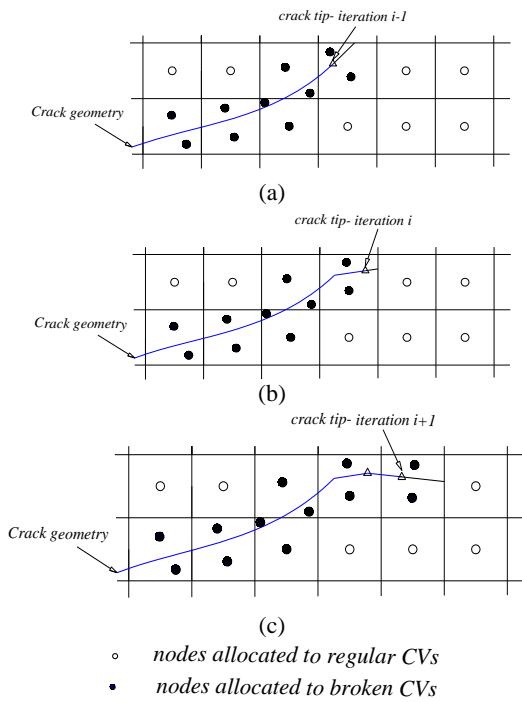 crack tip- iteration i-1
Crack geometry
(a)
crack tip- iteration i
Crack geometry
(b)
crack tip- iteration i+1
Crack geometry
(c)
nodes allocated to regular CVs
nodes allocated to broken CVs